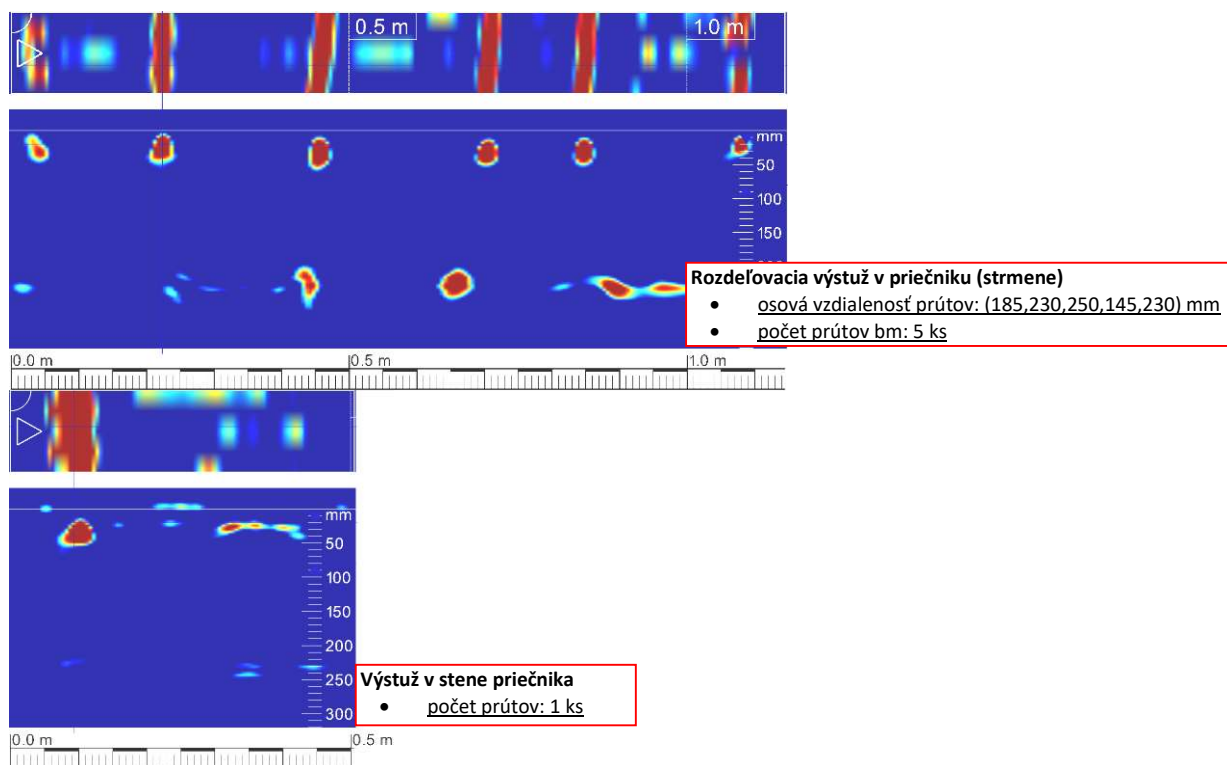 0.5 m 1.0 m
mm
50
100
150
Rozdeľovacia výstuž v priečniku (strmene)
• osová vzdialenosť prútov: (185,230,250,145,230) mm
• počet prútov bm: 5 ks
0.0 m 0.5 m 1.0 m
mm
50
100
150
200
250
300
Výstuž v stene priečnika
• počet prútov: 1 ks
0.0 m 0.5 m